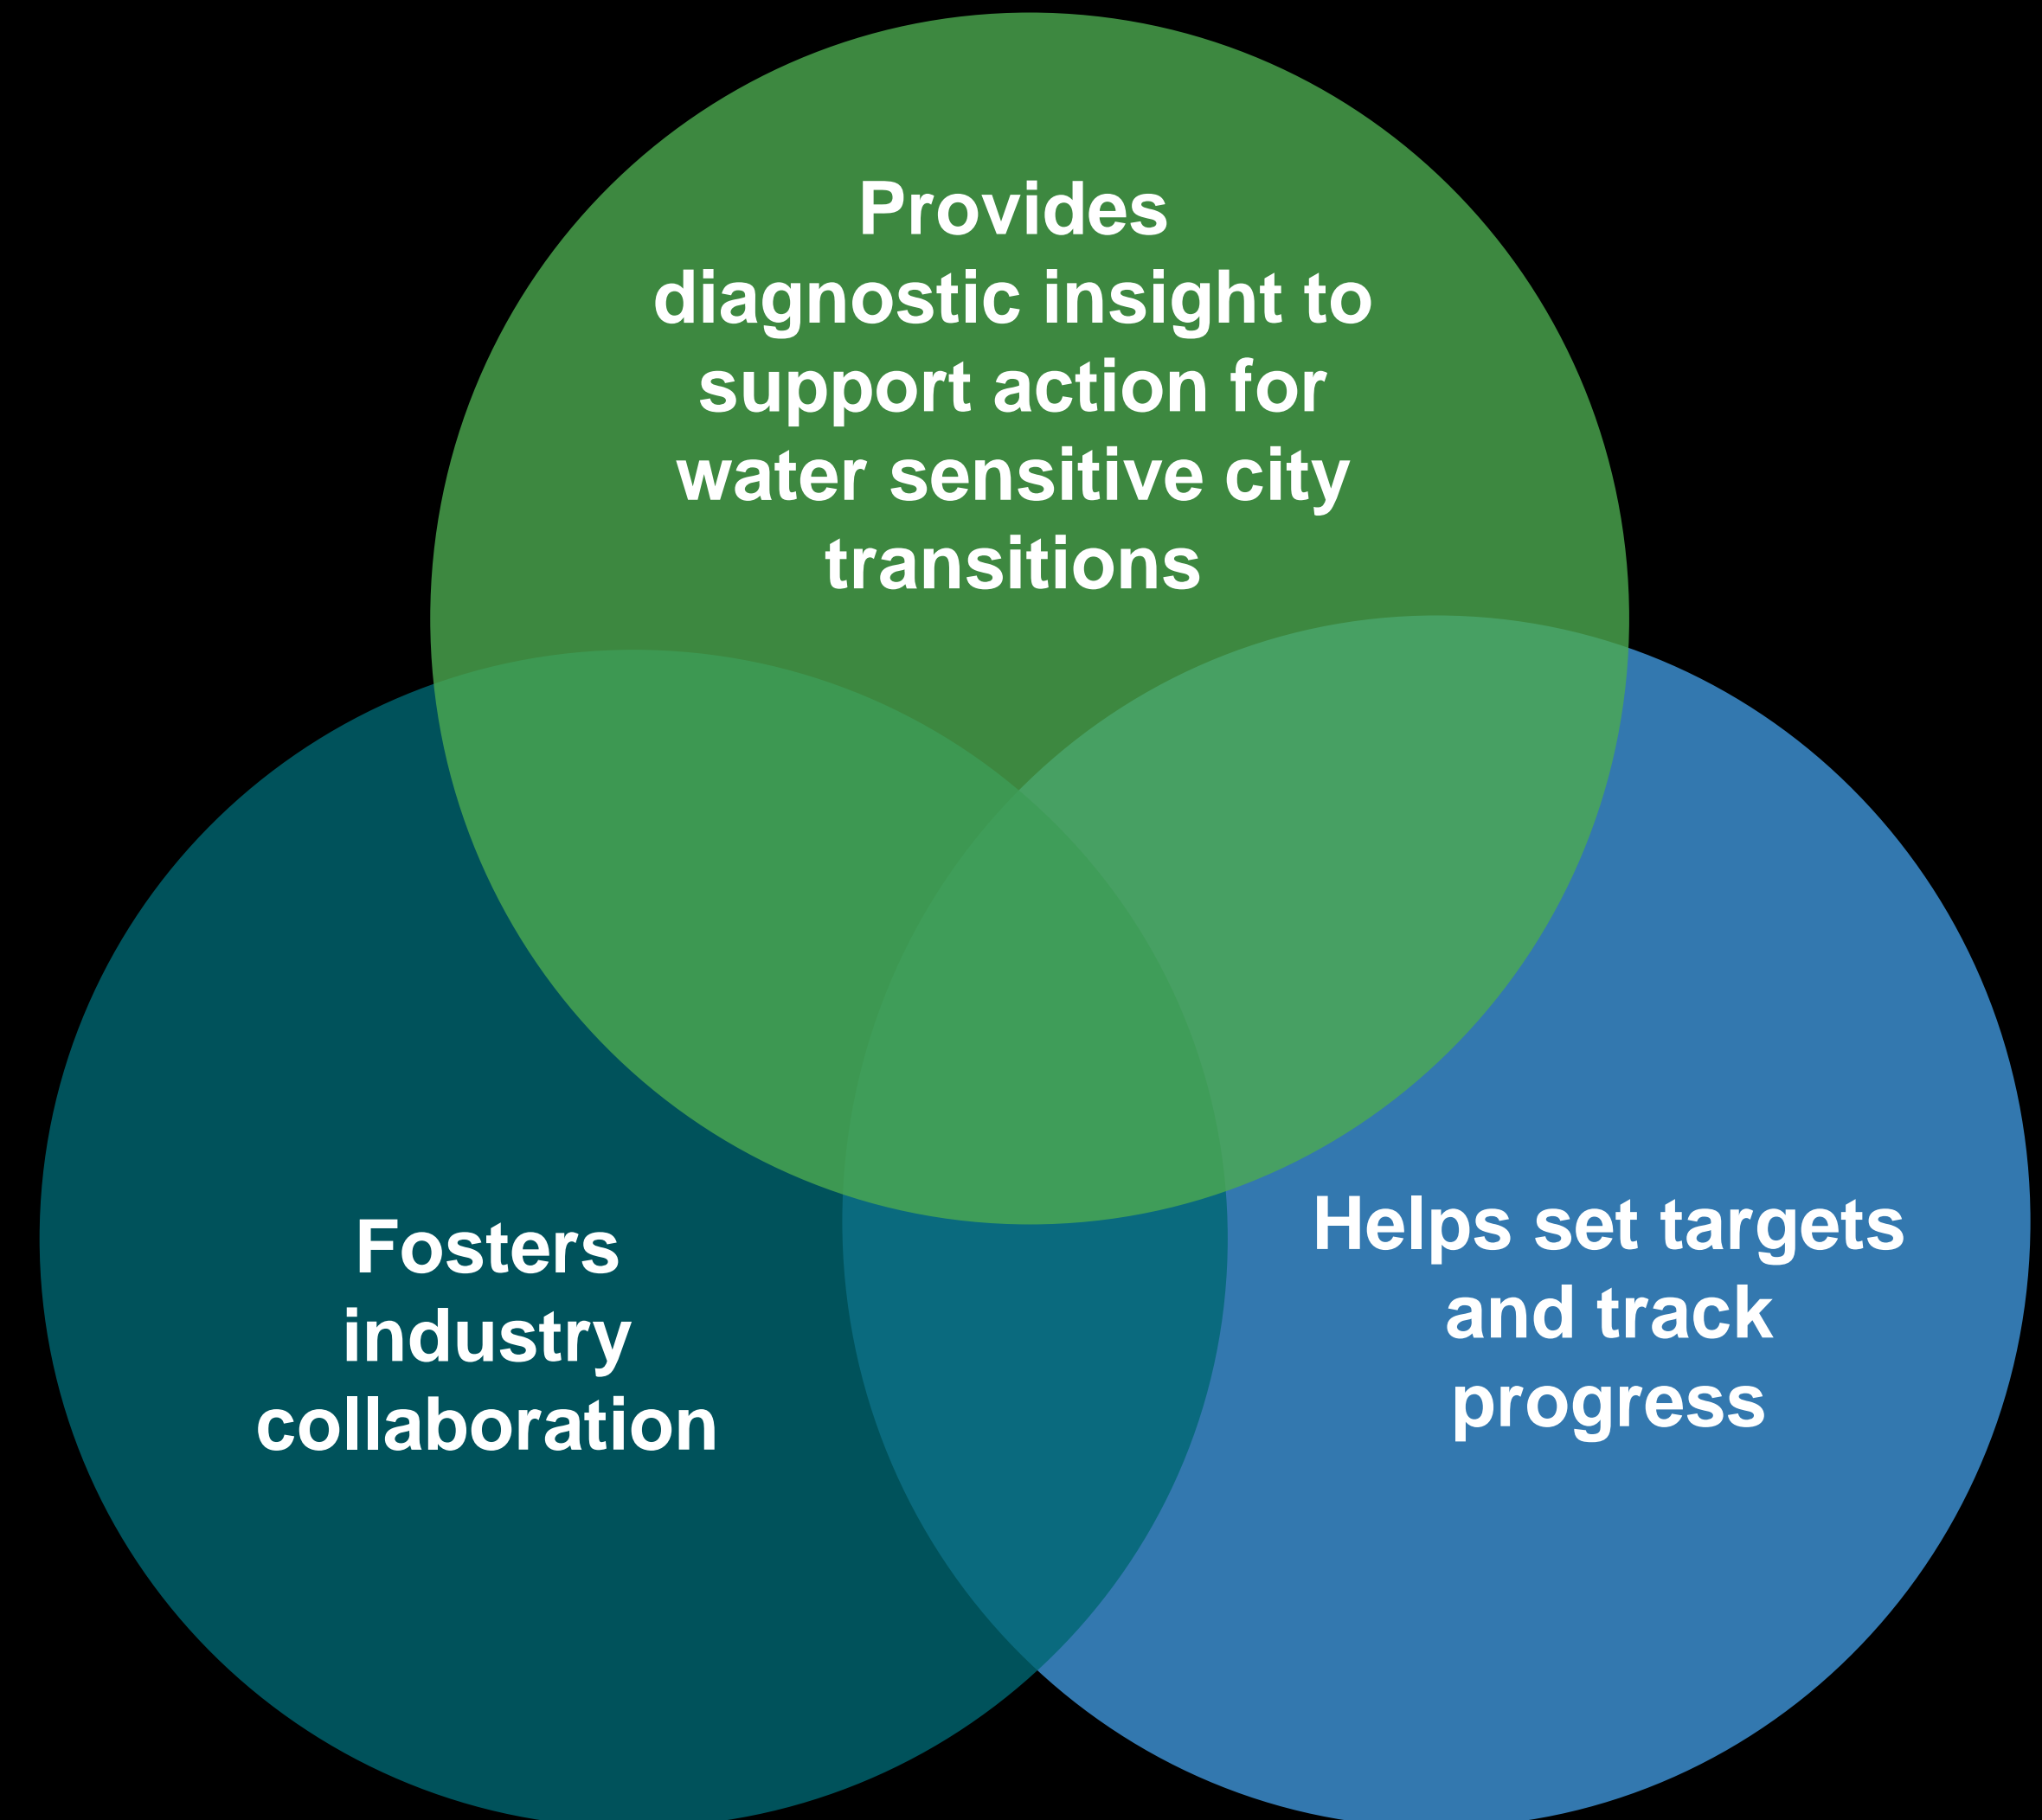 Provides
diagnostic insight to
support action for
water sensitive city
transitions
Fosters
industry
collaboration
Helps set targets
and track
progress